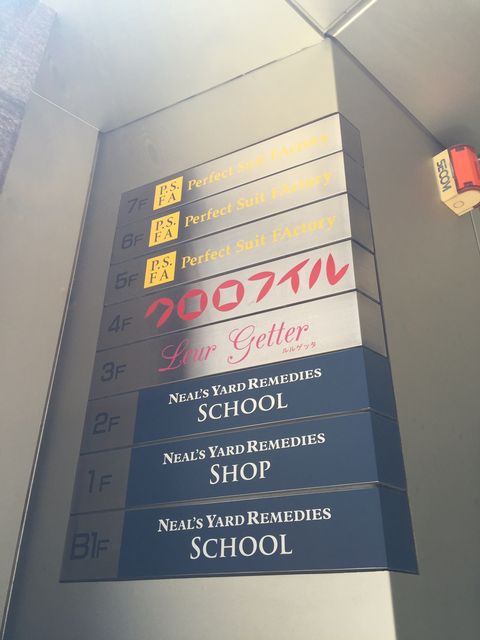 7F P.S. FA Perfect Suit FActory
6F P.S. FA Perfect Suit FActory
5F P.S. FA Perfect Suit FActory
4F クロロフイル
3F Leur Getter ルルゲッタ
2F NEAL'S YARD REMEDIES
SCHOOL
1F NEAL'S YARD REMEDIES
SHOP
B1F NEAL'S YARD REMEDIES
SCHOOL
SECOM